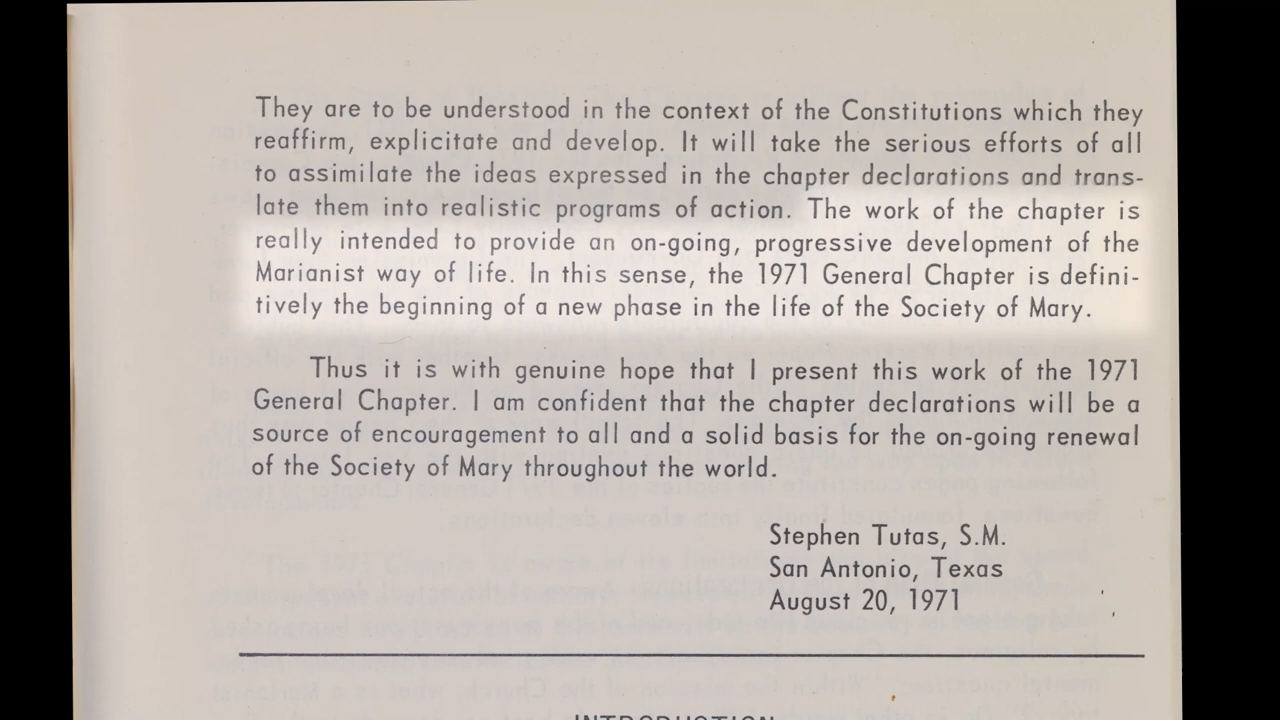 They are to be understood in the context of the Constitutions which they
reaffirm, explicitate and develop. It will take the serious efforts of all
to assimilate the ideas expressed in the chapter declarations and trans-
late them into realistic programs of action. The work of the chapter is
really intended to provide an on-going, progressive development of the
Marianist way of life. In this sense, the 1971 General Chapter is defini-
tively the beginning of a new phase in the life of the Society of Mary.
Thus it is with genuine hope that I present this work of the 1971
General Chapter. I am confident that the chapter declarations will be a
source of encouragement to all and a solid basis for the on-going renewal
of the Society of Mary throughout the world.
Stephen Tutas, S.M.
San Antonio, Texas
August 20, 1971
INTRODUCTION